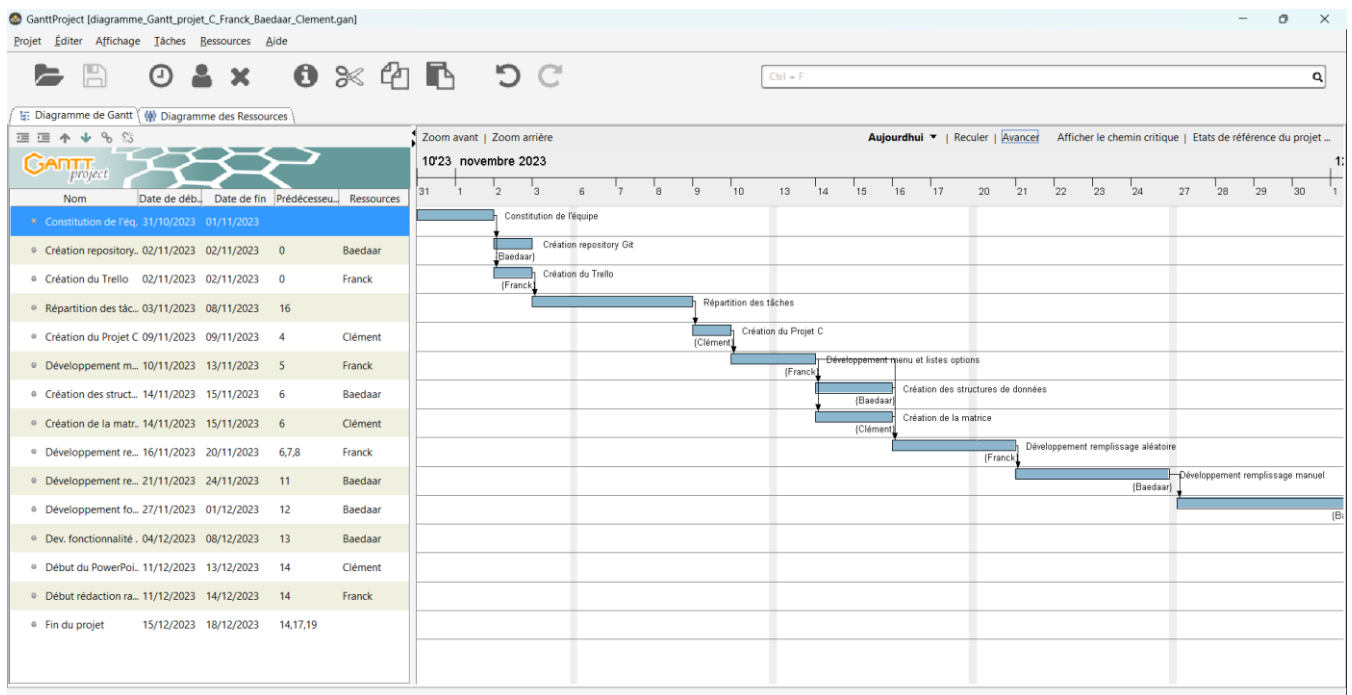 GanttProject [diagramme_Gantt_projet_C_Franck_Baedaar_Clement.gan]
Projet Éditer Affichage Tâches Ressources Aide
Ctrl + F
Diagramme de Gantt Diagramme des Ressources
Zoom avant | Zoom arrière Aujourdhui | Reculer | Avancer Afficher le chemin critique | Etats de référence du projet ...
GANTT project
10'23 novembre 2023
31 1 2 3 6 7 8 9 10 13 14 15 16 17 20 21 22 23 24 27 28 29 30 1
Nom Date de déb... Date de fin Prédécesseu... Ressources
Constitution de l'éq. 31/10/2023 01/11/2023 Constitution de l'équipe
Création repository.. 02/11/2023 02/11/2023 0 Baedaar Création repository Git
(Baedaar)
Création du Trello 02/11/2023 02/11/2023 0 Franck Création du Trello
(Franck)
Répartition des tâc... 03/11/2023 08/11/2023 16 Répartition des tâches
Création du Projet C 09/11/2023 09/11/2023 4 Clément Création du Projet C
(Clément)
Développement m... 10/11/2023 13/11/2023 5 Franck Développement menu et listes options
(Franck)
Création des struct... 14/11/2023 15/11/2023 6 Baedaar Création des structures de données
(Baedaar)
Création de la matr.. 14/11/2023 15/11/2023 6 Clément Création de la matrice
(Clément)
Développement re... 16/11/2023 20/11/2023 6,7,8 Franck Développement remplissage aléatoire
(Franck)
Développement re... 21/11/2023 24/11/2023 11 Baedaar Développement remplissage manuel
(Baedaar)
Développement fo... 27/11/2023 01/12/2023 12 Baedaar
Dev. fonctionnalité . 04/12/2023 08/12/2023 13 Baedaar
Début du PowerPoi.. 11/12/2023 13/12/2023 14 Clément
Début rédaction ra... 11/12/2023 14/12/2023 14 Franck
Fin du projet 15/12/2023 18/12/2023 14,17,19